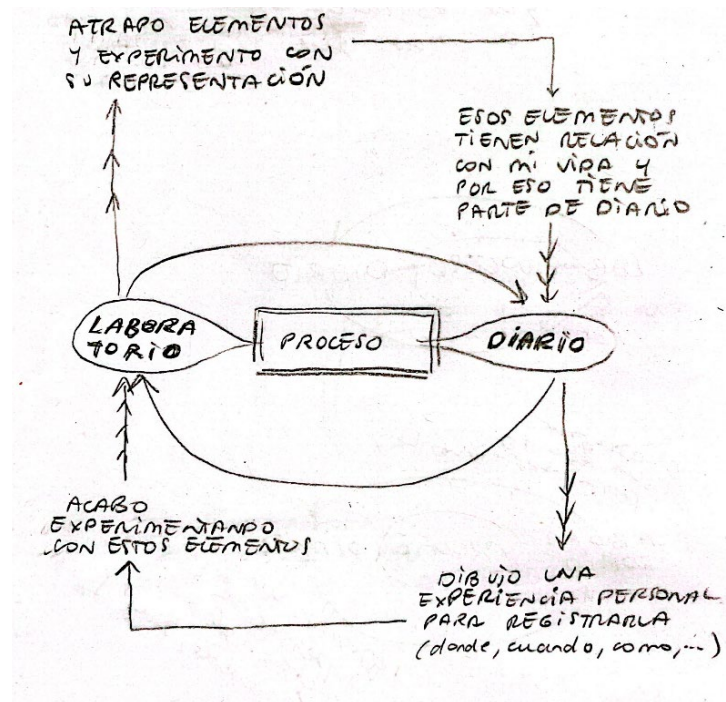 ATRAPO ELEMENTOS
Y EXPERIMENTO CON
SU REPRESENTACIÓN
ESOS ELEMENTOS
TIENEN RELACIÓN
CON MI VIDA Y
POR ESO TIENE
PARTE DE DIARIO
LABORA
TORIO
PROCESO
DIARIO
ACABO
EXPERIMENTANDO
CON ESTOS ELEMENTOS
DIBUJO UNA
EXPERIENCIA PERSONAL
PARA REGISTRARLA
(donde, cuando, como,...)